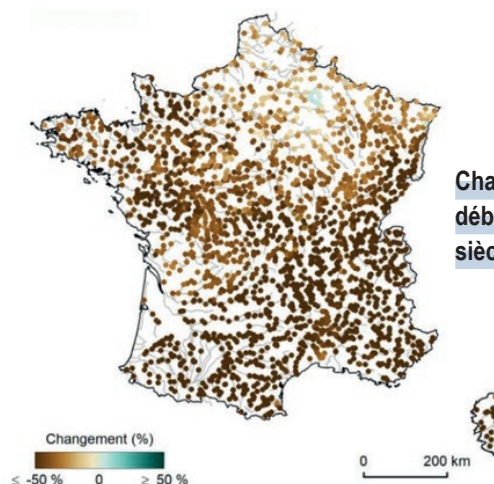 Cha
déb
sièc
Changement (%)
≤ -50 % 0 ≥ 50 %
0 200 km